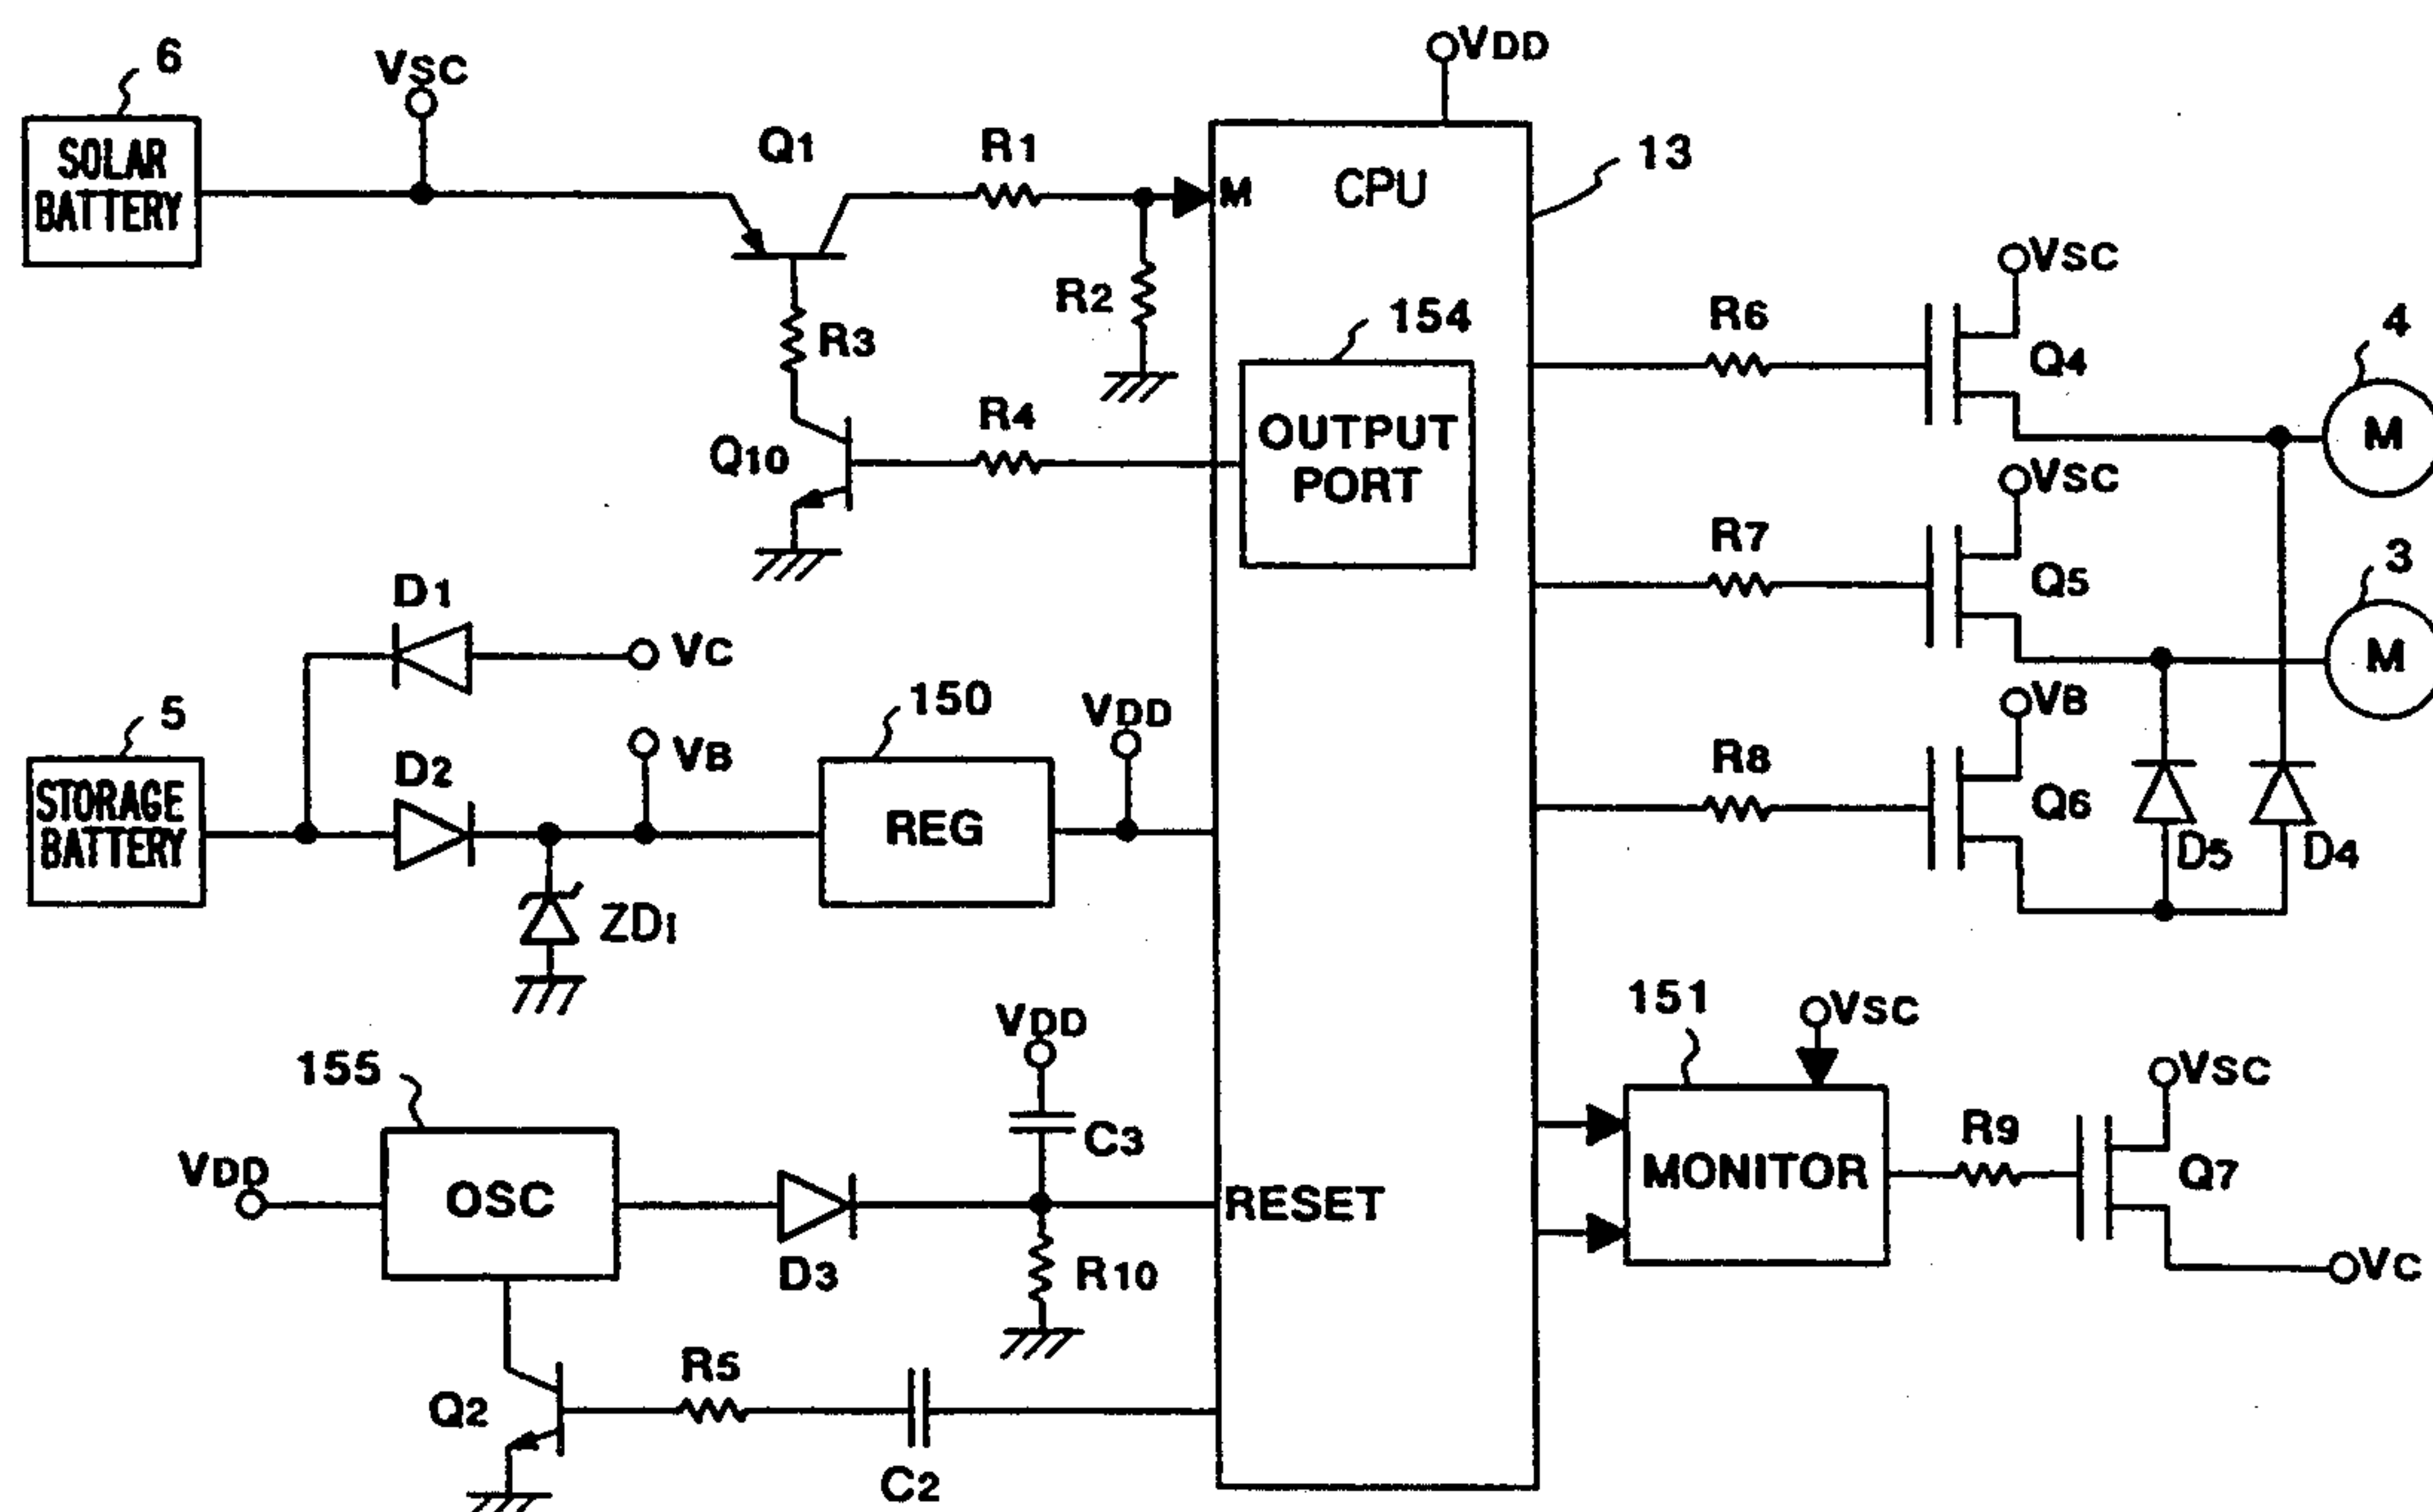 6
VSC
VDD
SOLAR
BATTERY
Q1
R1
M
CPU
13
R2
R3
154
VSC
R6
Q4
4
M
Q10
R4
OUTPUT
PORT
VSC
R7
Q5
3
M
D1
VC
5
D2
VB
150
VDD
VB
R8
Q6
STORAGE
BATTERY
REG
D5
D4
ZD1
VDD
151
VSC
155
C3
VSC
R9
Q7
VDD
OSC
MONITOR
D3
RESET
R10
VC
Q2
R5
C2